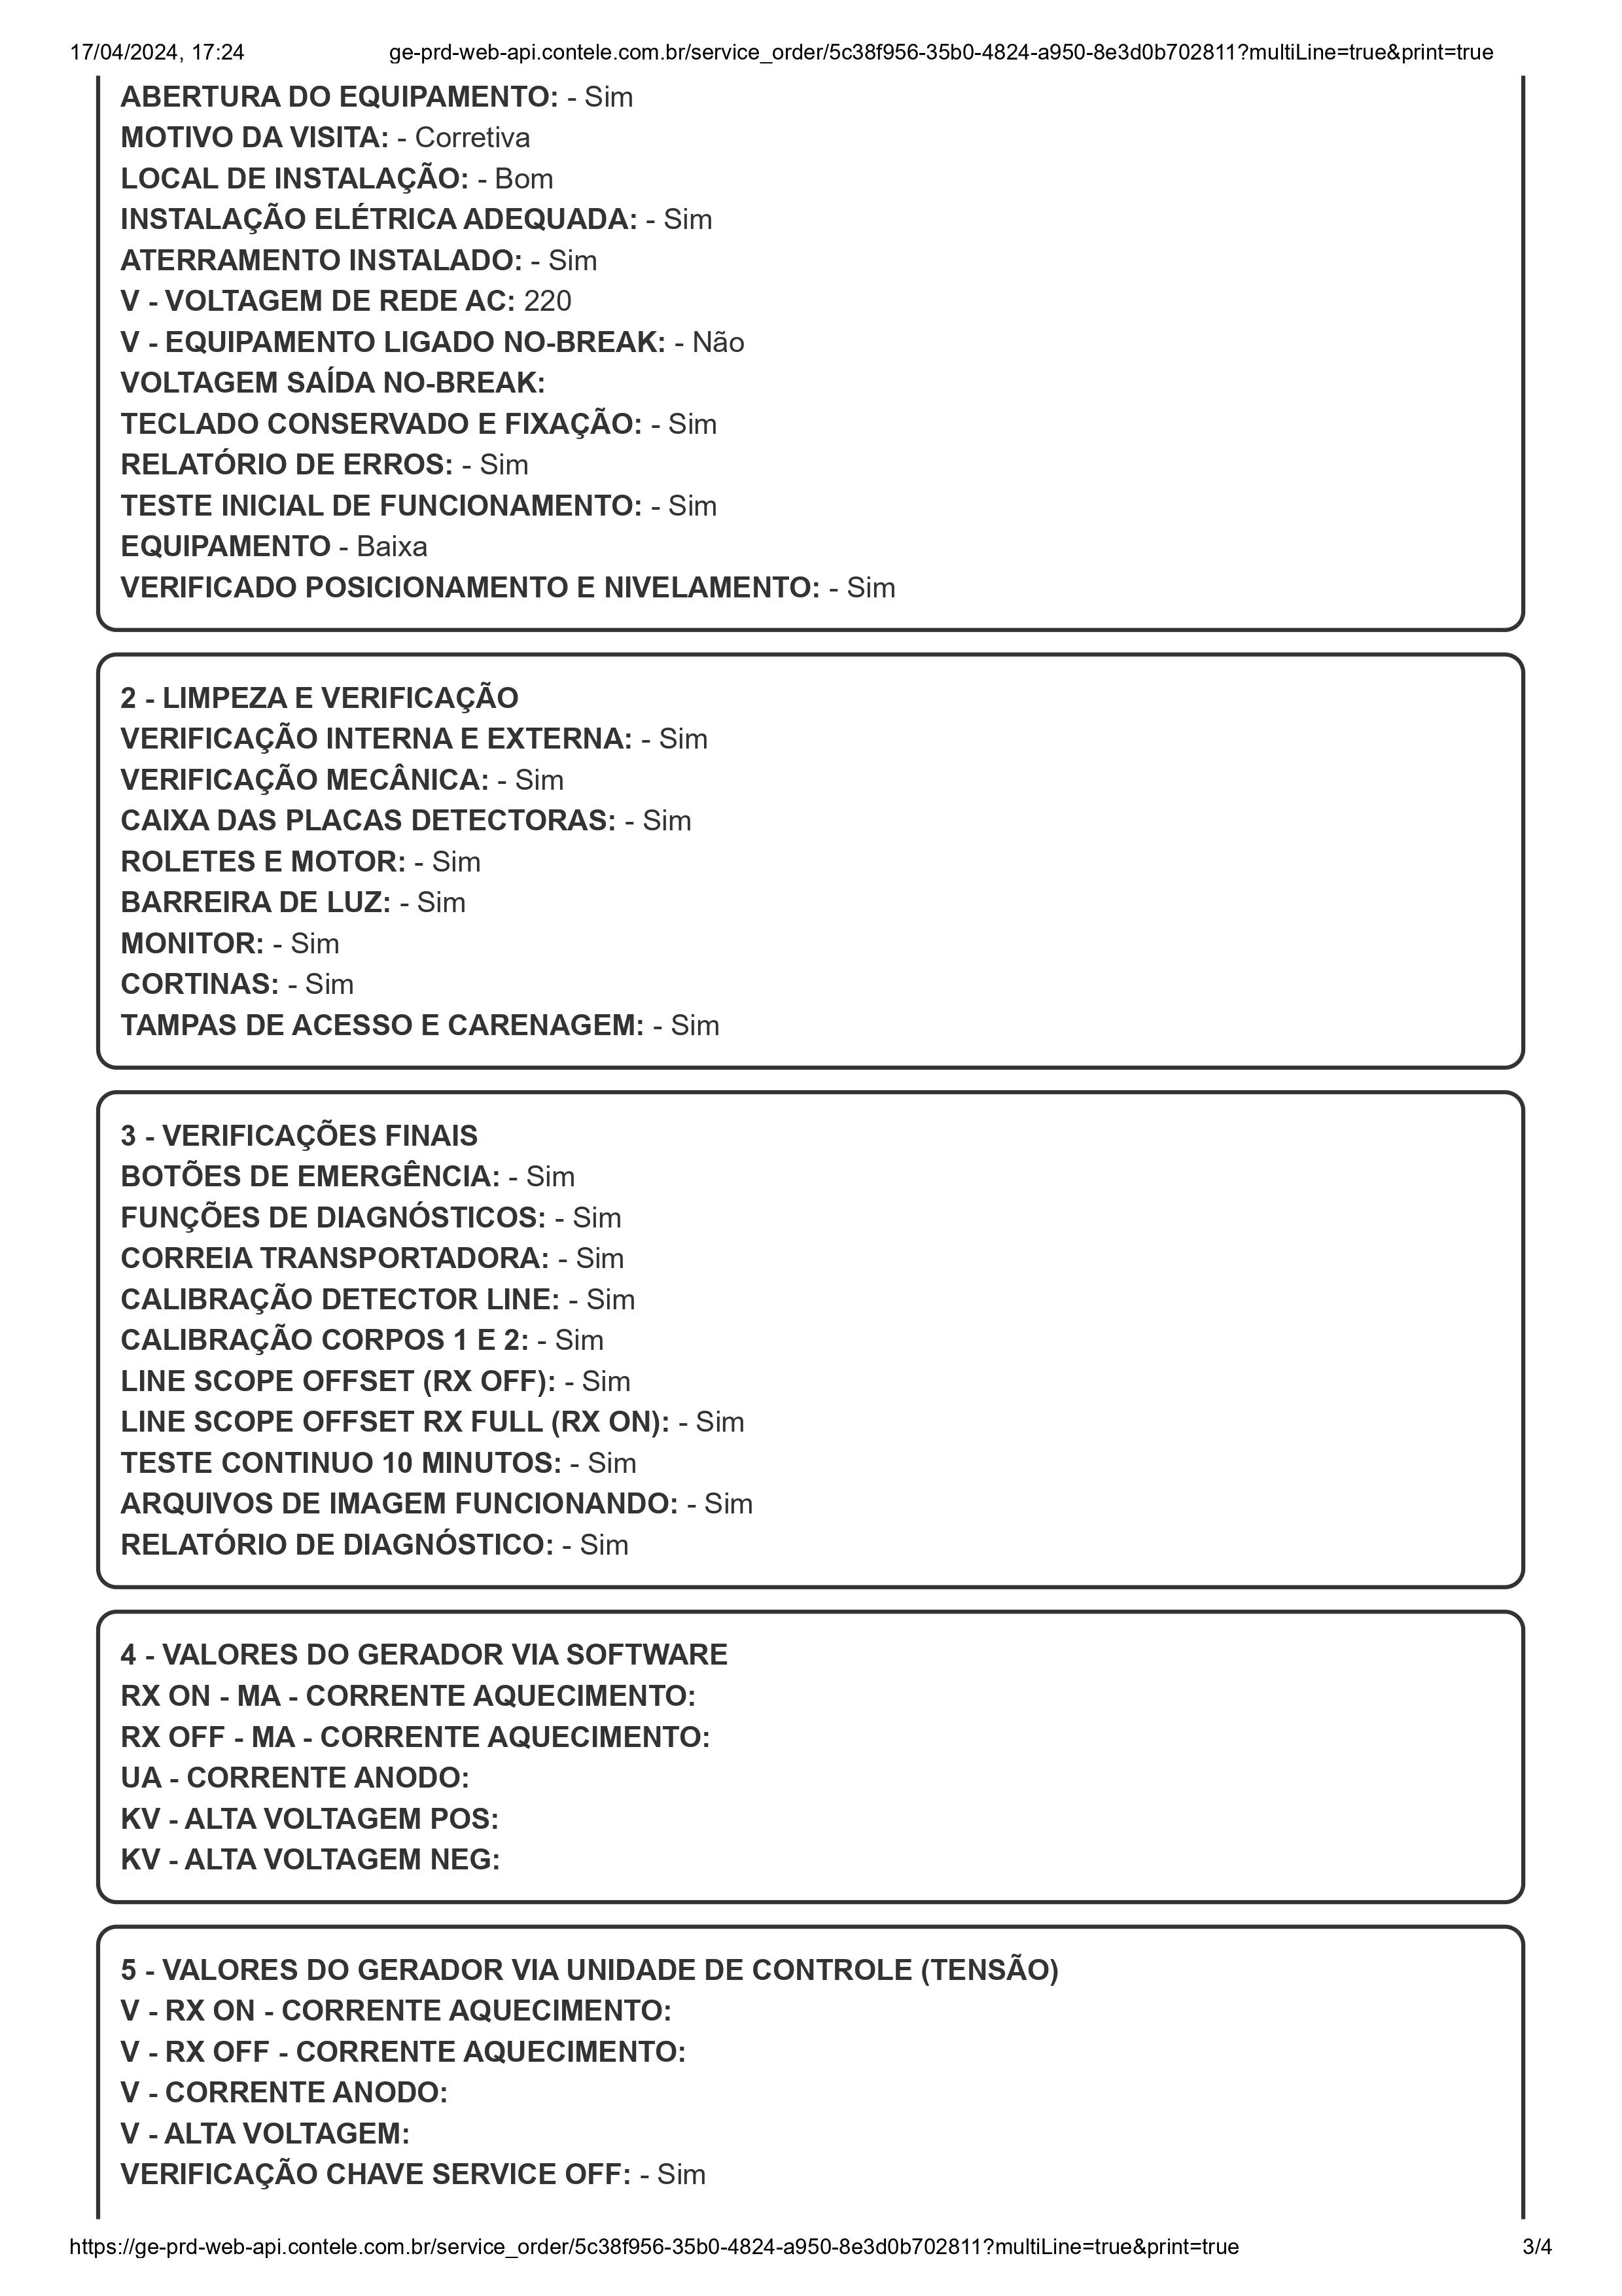 17/04/2024, 17:24 ge-prd-web-api.contele.com.br/service_order/5c38f956-35b0-4824-a950-8e3d0b702811?multiLine=true&print=true
ABERTURA DO EQUIPAMENTO: - Sim
MOTIVO DA VISITA: - Corretiva
LOCAL DE INSTALAÇÃO: - Bom
INSTALAÇÃO ELÉTRICA ADEQUADA: - Sim
ATERRAMENTO INSTALADO: - Sim
V - VOLTAGEM DE REDE AC: 220
V - EQUIPAMENTO LIGADO NO-BREAK: - Não
VOLTAGEM SAÍDA NO-BREAK:
TECLADO CONSERVADO E FIXAÇÃO: - Sim
RELATÓRIO DE ERROS: - Sim
TESTE INICIAL DE FUNCIONAMENTO: - Sim
EQUIPAMENTO - Baixa
VERIFICADO POSICIONAMENTO E NIVELAMENTO: - Sim
2 - LIMPEZA E VERIFICAÇÃO
VERIFICAÇÃO INTERNA E EXTERNA: - Sim
VERIFICAÇÃO MECÂNICA: - Sim
CAIXA DAS PLACAS DETECTORAS: - Sim
ROLETES E MOTOR: - Sim
BARREIRA DE LUZ: - Sim
MONITOR: - Sim
CORTINAS: - Sim
TAMPAS DE ACESSO E CARENAGEM: - Sim
3 - VERIFICAÇÕES FINAIS
BOTÕES DE EMERGÊNCIA: - Sim
FUNÇÕES DE DIAGNÓSTICOS: - Sim
CORREIA TRANSPORTADORA: - Sim
CALIBRAÇÃO DETECTOR LINE: - Sim
CALIBRAÇÃO CORPOS 1 E 2: - Sim
LINE SCOPE OFFSET (RX OFF): - Sim
LINE SCOPE OFFSET RX FULL (RX ON): - Sim
TESTE CONTINUO 10 MINUTOS: - Sim
ARQUIVOS DE IMAGEM FUNCIONANDO: - Sim
RELATÓRIO DE DIAGNÓSTICO: - Sim
4 - VALORES DO GERADOR VIA SOFTWARE
RX ON - MA - CORRENTE AQUECIMENTO:
RX OFF - MA - CORRENTE AQUECIMENTO:
UA - CORRENTE ANODO:
KV - ALTA VOLTAGEM POS:
KV - ALTA VOLTAGEM NEG:
5 - VALORES DO GERADOR VIA UNIDADE DE CONTROLE (TENSÃO)
V - RX ON - CORRENTE AQUECIMENTO:
V - RX OFF - CORRENTE AQUECIMENTO:
V - CORRENTE ANODO:
V - ALTA VOLTAGEM:
VERIFICAÇÃO CHAVE SERVICE OFF: - Sim
https://ge-prd-web-api.contele.com.br/service_order/5c38f956-35b0-4824-a950-8e3d0b702811?multiLine=true&print=true 3/4